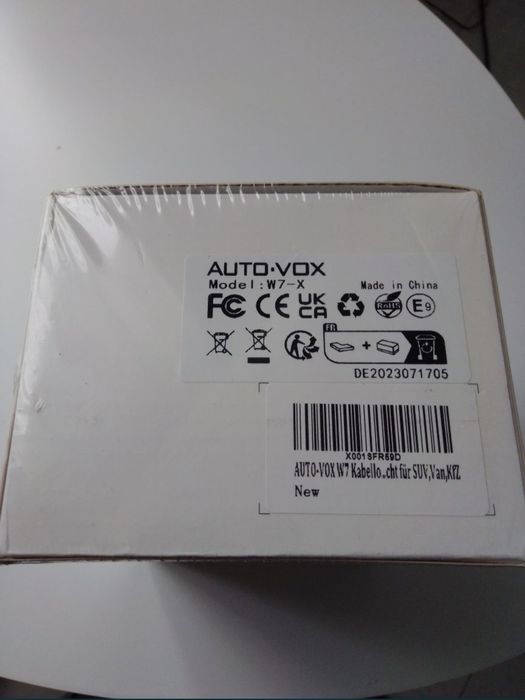 AUTO·VOX
Model:W7-X
Made in China
FC CE UK CA RoHS E9
FR
+
DE2023071705
X001SFR59D
AUTO-VOX W7 Kabello...cht für SUV,Van,KfZ
New